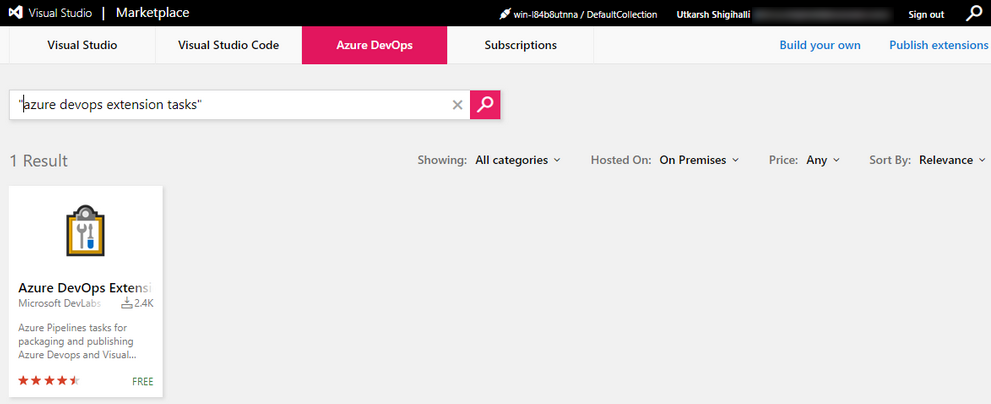 Visual Studio | Marketplace
win-l84b8utnna / DefaultCollection
Utkarsh Shigihalli
Sign out
Visual Studio
Visual Studio Code
Azure DevOps
Subscriptions
Build your own
Publish extensions
"azure devops extension tasks"
1 Result
Showing: All categories
Hosted On: On Premises
Price: Any
Sort By: Relevance
Azure DevOps Extensi
Microsoft DevLabs
2.4K
Azure Pipelines tasks for
packaging and publishing
Azure Devops and Visual...
FREE